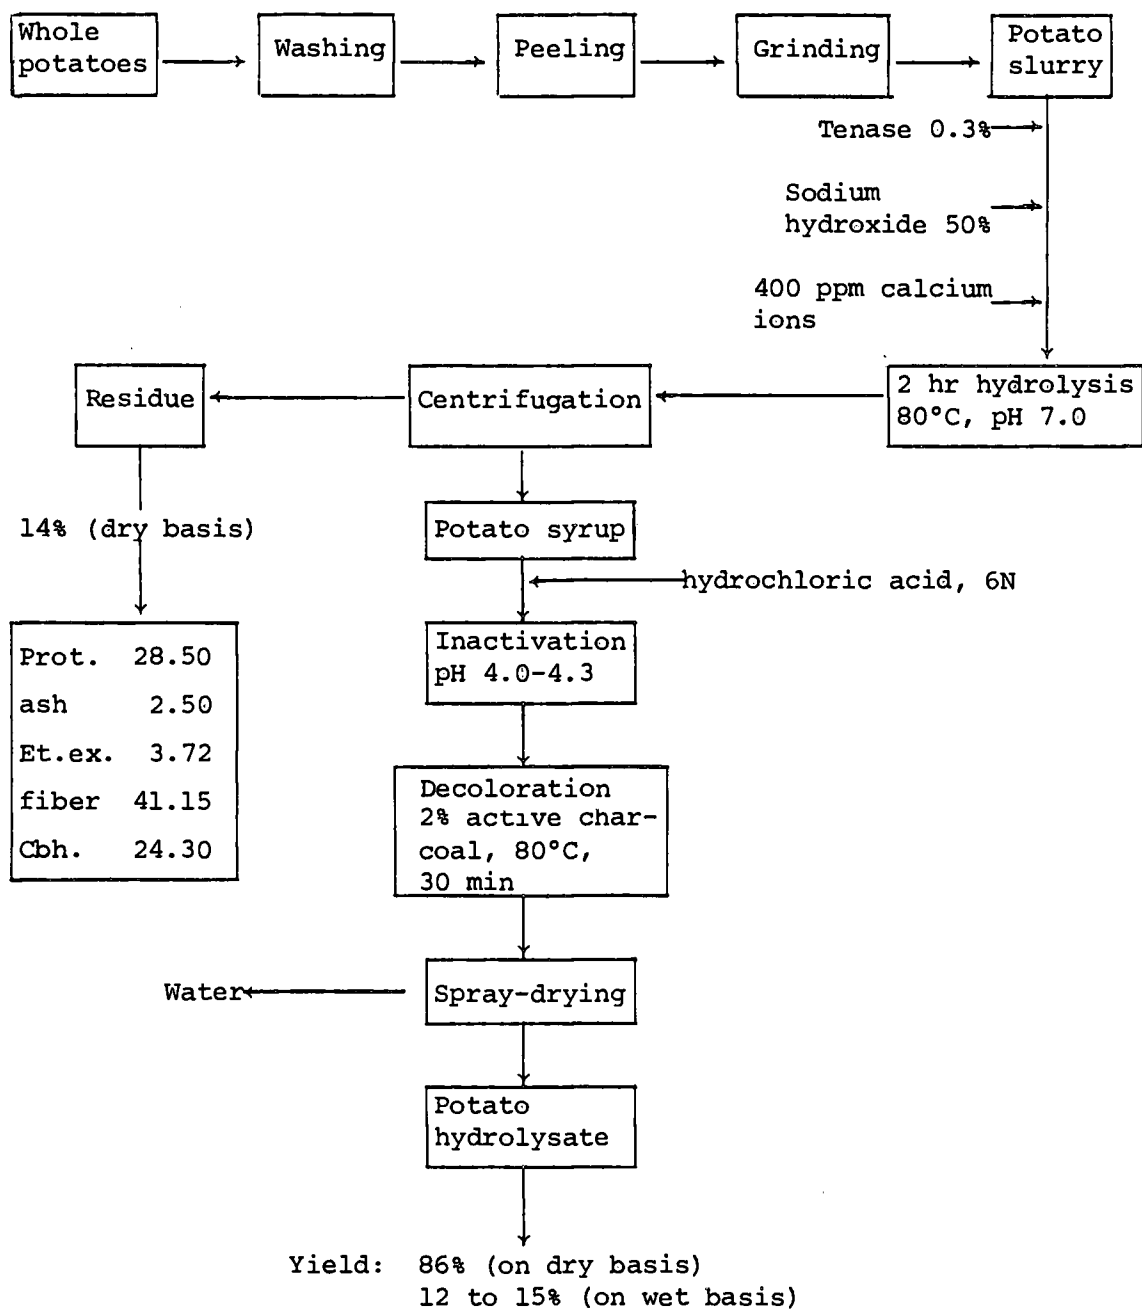 Whole
potatoes
Washing
Peeling
Grinding
Potato
slurry
Tenase 0.3%
Sodium
hydroxide 50%
400 ppm calcium
ions
2 hr hydrolysis
80°C, pH 7.0
Centrifugation
Residue
14% (dry basis)
Prot. 28.50
ash 2.50
Et.ex. 3.72
fiber 41.15
Cbh. 24.30
Potato syrup
hydrochloric acid, 6N
Inactivation
pH 4.0-4.3
Decoloration
2% active char-
coal, 80°C,
30 min
Spray-drying
Water
Potato
hydrolysate
Yield: 86% (on dry basis)
12 to 15% (on wet basis)